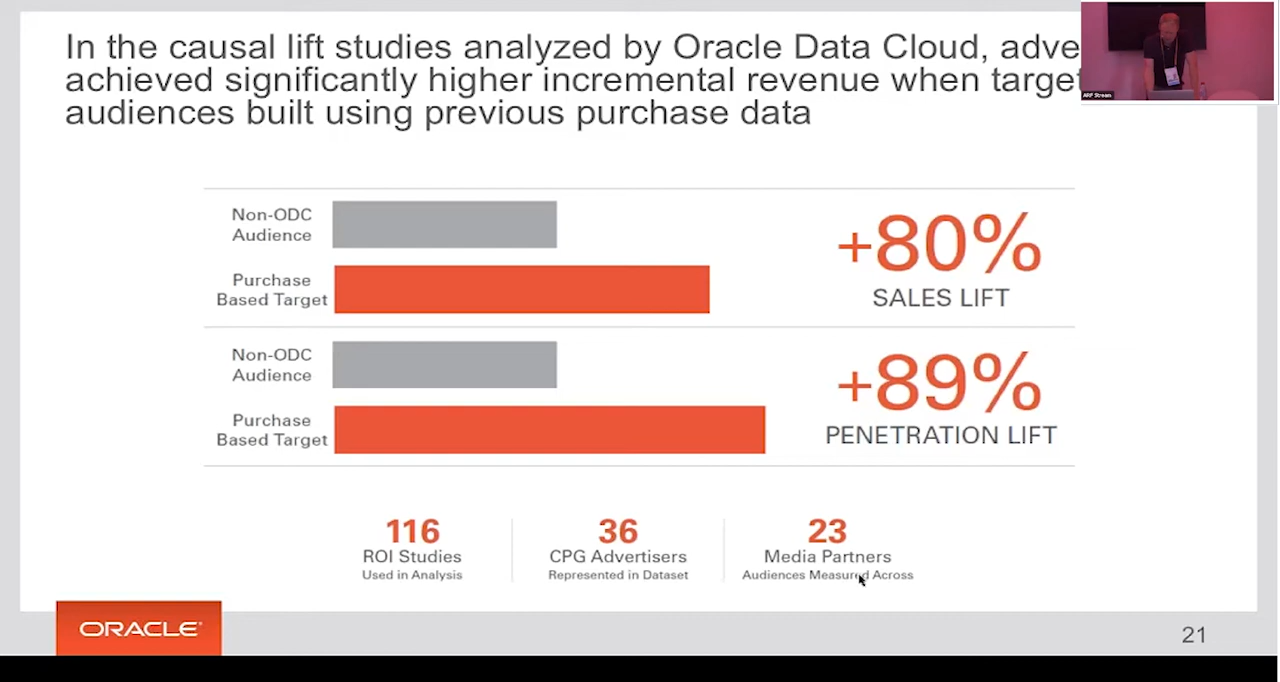 In the causal lift studies analyzed by Oracle Data Cloud,
achieved significantly higher incremental revenue when
audiences built using previous purchase data
ARF Stream
Non-ODC
Audience
Purchase
Based Target
+80%
SALES LIFT
Non-ODC
Audience
Purchase
Based Target
+89%
PENETRATION LIFT
116
ROI Studies
Used in Analysis
36
CPG Advertisers
Represented in Dataset
23
Media Partners
Audiences Measured Across
ORACLE
21